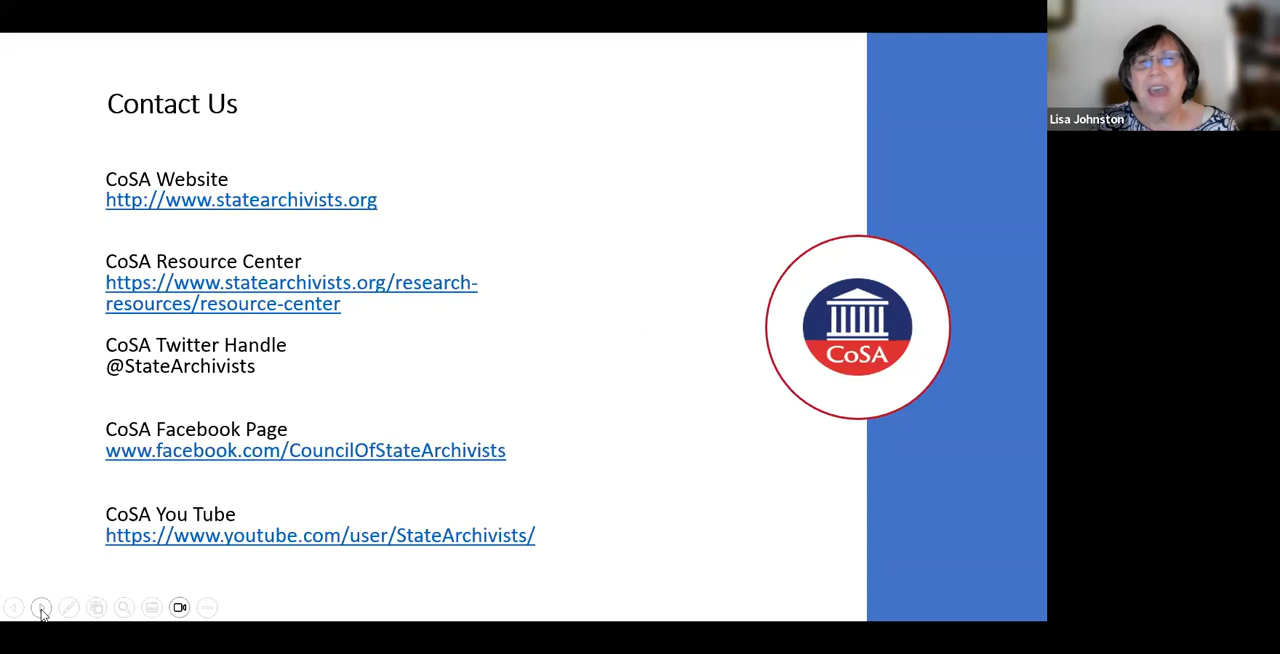 Contact Us
CoSA Website
http://www.statearchivists.org
CoSA Resource Center
https://www.statearchivists.org/research-
resources/resource-center
CoSA Twitter Handle
@StateArchivists
CoSA Facebook Page
www.facebook.com/CouncilOfStateArchivists
CoSA You Tube
https://www.youtube.com/user/StateArchivists/
CoSA
Lisa Johnston